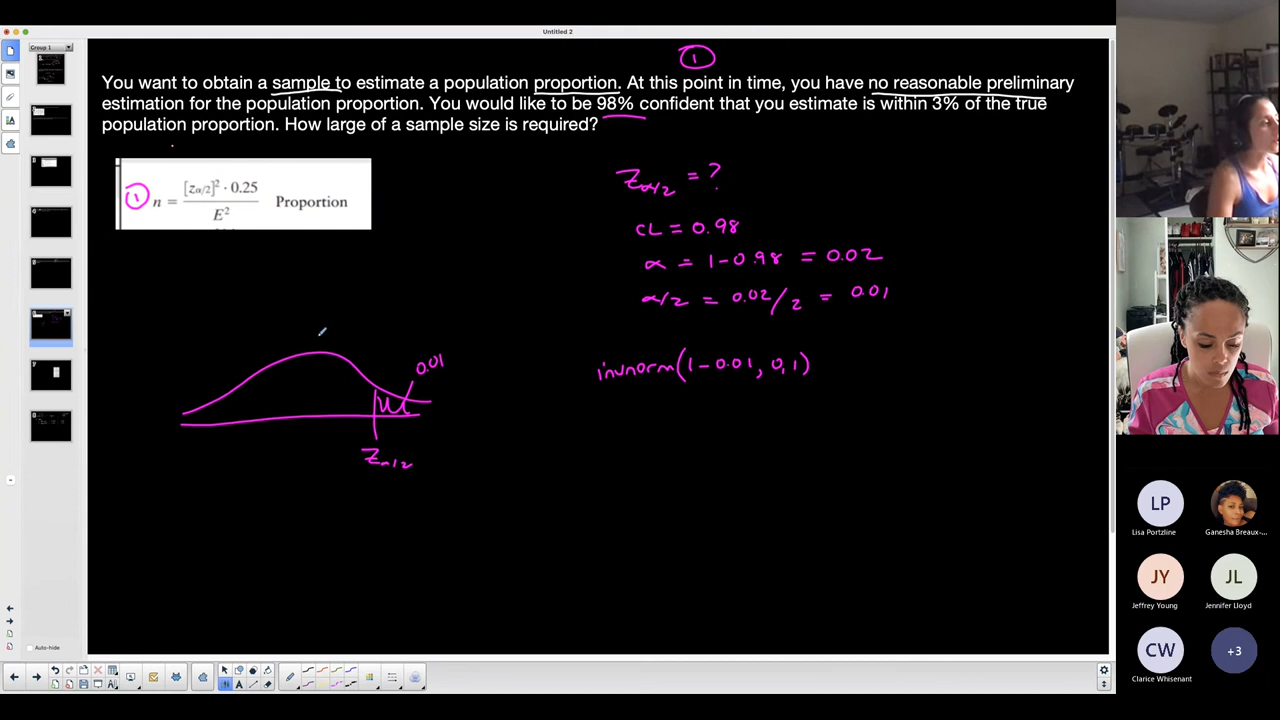 Untitled 2
Group 1
①
You want to obtain a sample to estimate a population proportion. At this point in time, you have no reasonable preliminary
estimation for the population proportion. You would like to be 98% confident that you estimate is within 3% of the true
population proportion. How large of a sample size is required?
① n = [zα/2]² · 0.25 / E² Proportion
Zα/2 = ?
CL = 0.98
α = 1-0.98 = 0.02
α/2 = 0.02/2 = 0.01
invnorm(1-0.01, 0,1)
0.01
Zα/2
Auto-hide
LP
Lisa Portzline
Ganesha Breaux-...
JY
Jeffrey Young
JL
Jennifer Lloyd
CW
Clarice Whisenant
+3